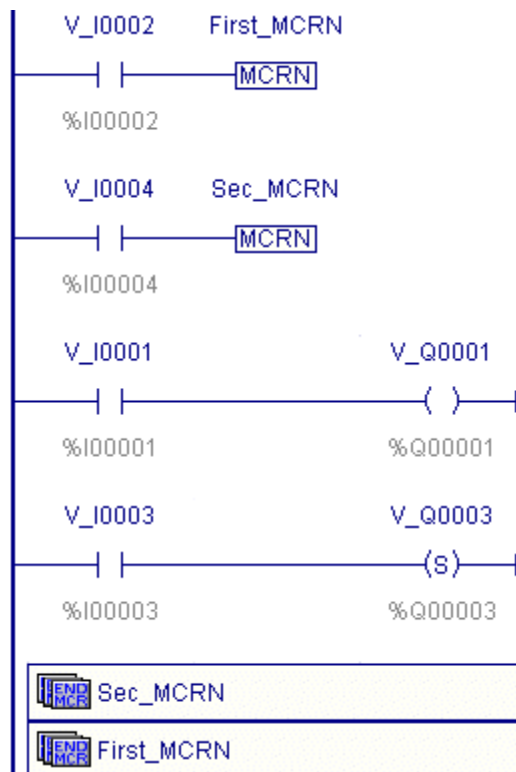 V_I0002 First_MCRN
MCRN
%I00002
V_I0004 Sec_MCRN
MCRN
%I00004
V_I0001 V_Q0001
%I00001 %Q00001
V_I0003 V_Q0003
S
%I00003 %Q00003
END MCR Sec_MCRN
END MCR First_MCRN